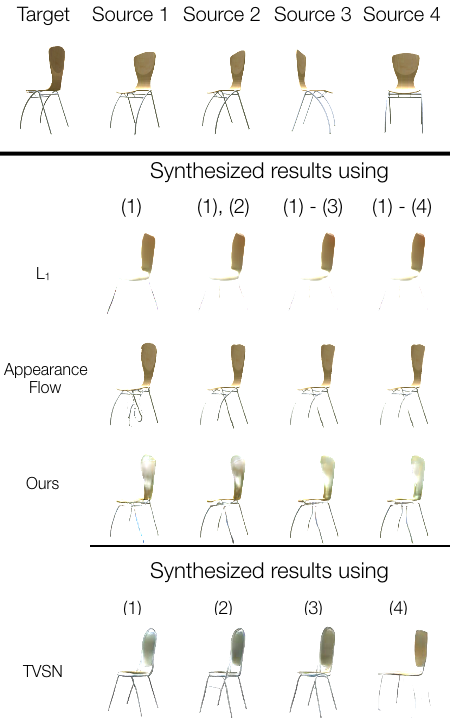 Target Source 1 Source 2 Source 3 Source 4
Synthesized results using
(1) (1), (2) (1) - (3) (1) - (4)
L₁
Appearance
Flow
Ours
Synthesized results using
(1) (2) (3) (4)
TVSN